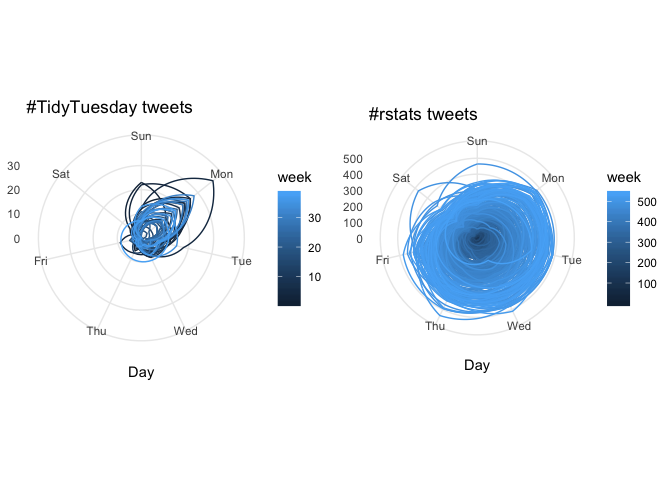 #TidyTuesday tweets
Sun
Mon
Tue
Wed
Thu
Fri
Sat
30
20
10
0
Day
week
30
20
10
#rstats tweets
Sun
Mon
Tue
Wed
Thu
Fri
Sat
500
400
300
200
100
0
Day
week
500
400
300
200
100